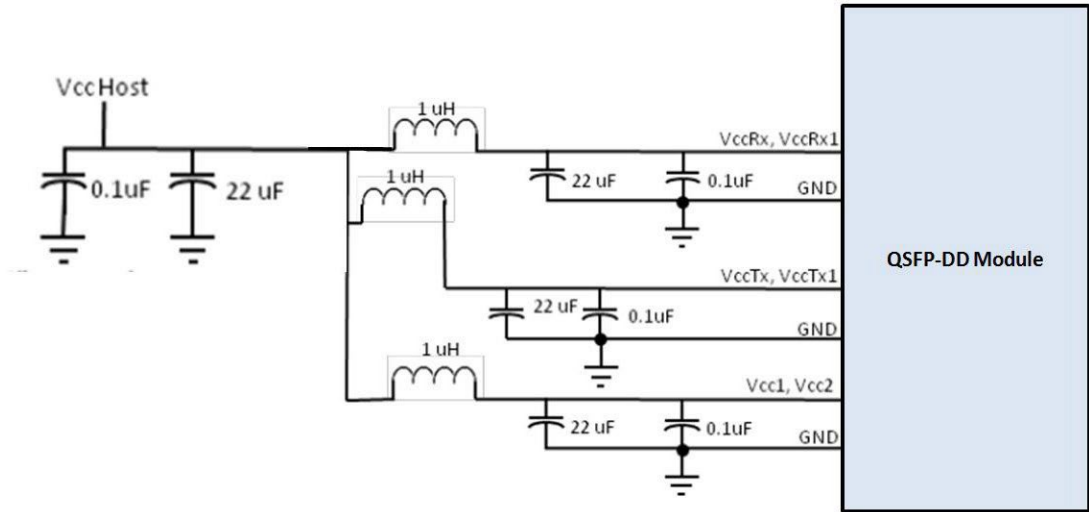 Vcc Host
0.1uF
22 uF
1 uH
VccRx, VccRx1
22 uF
0.1uF
GND
1 uH
VccTx, VccTx1
22 uF
0.1uF
GND
1 uH
Vcc1, Vcc2
22 uF
0.1uF
GND
QSFP-DD Module